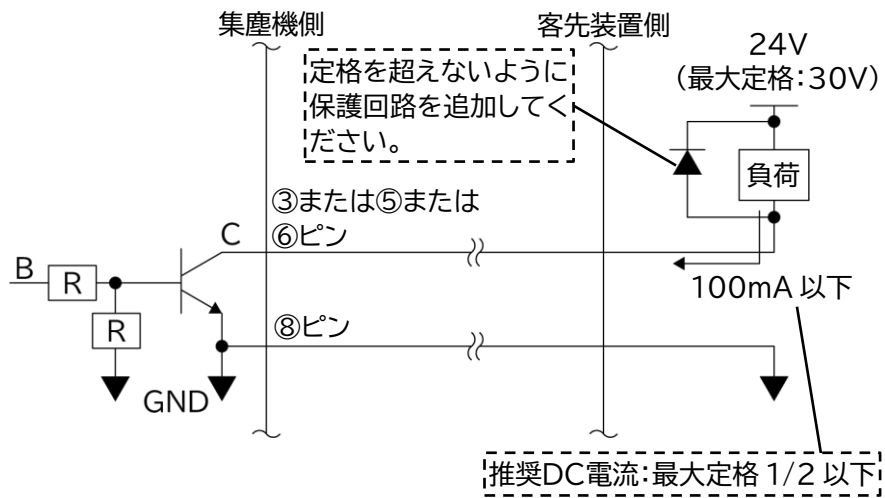 集塵機側
客先装置側
24V
（最大定格：30V）
定格を超えないように
保護回路を追加してく
ださい。
負荷
③または⑤または
⑥ピン
C
B
R
R
100mA 以下
⑧ピン
GND
推奨DC電流：最大定格 1/2 以下